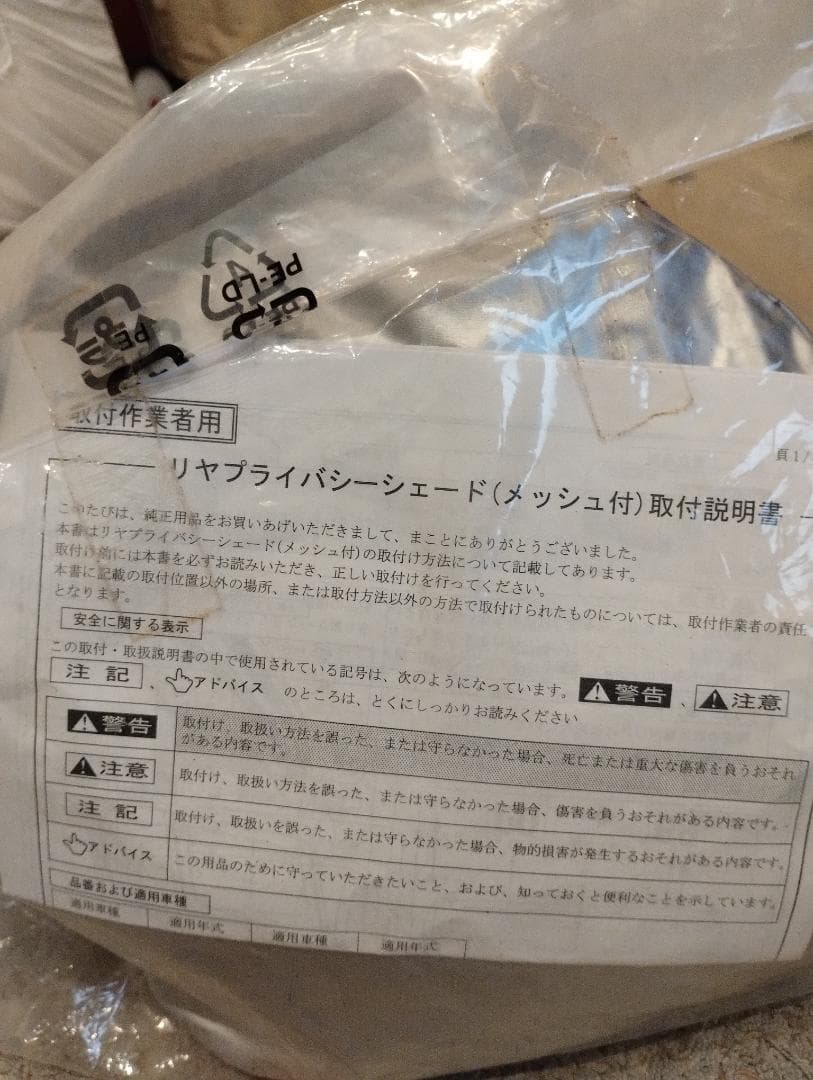 PE-LD
PE-
取付作業者用
頁1/
リヤプライバシーシェード(メッシュ付)取付説明書
このたびは、純正用品をお買いあげいただきまして、まことにありがとうございました。
本書はリヤプライバシーシェード(メッシュ付)の取付け方法について記載してあります。
取付け前には本書を必ずお読みいただき、正しい取付けを行ってください。
本書に記載の取付位置以外の場所、または取付方法以外の方法で取付けられたものについては、取付作業者の責任
となります。
安全に関する表示
この取付・取扱説明書の中で使用されている記号は、次のようになっています。 警告 、 注意
注記 、 アドバイス のところは、とくにしっかりお読みください
警告 取付け、取扱い方法を誤った、または守らなかった場合、死亡または重大な傷害を負うおそれ
がある内容です。
注意 取付け、取扱い方法を誤った、または守らなかった場合、傷害を負うおそれがある内容です。
注記 取付け、取扱いを誤った、または守らなかった場合、物的損害が発生するおそれがある内容です。
アドバイス この用品のために守っていただきたいこと、および、知っておくと便利なことを示しています。
品番および適用車種
適用車種 適用年式 適用車種 適用年式